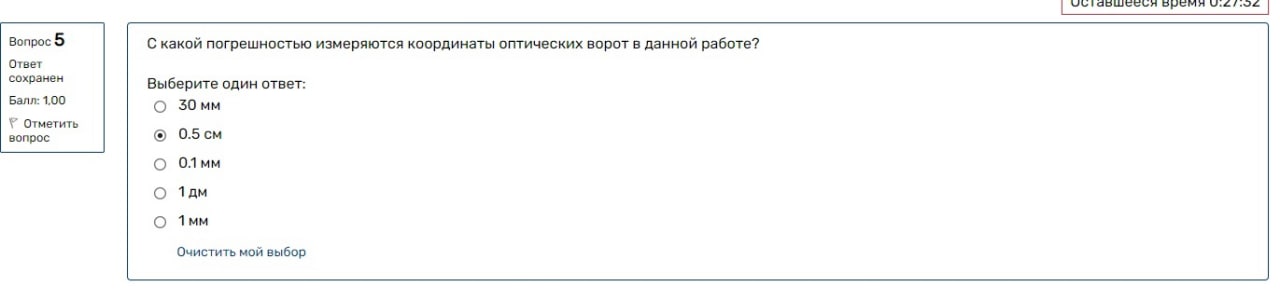 Оставшееся время 0:27:32
Вопрос 5
Ответ
сохранен
Балл: 1,00
Отметить
вопрос
С какой погрешностью измеряются координаты оптических ворот в данной работе?
Выберите один ответ:
30 мм
0.5 см
0.1 мм
1 дм
1 мм
Очистить мой выбор